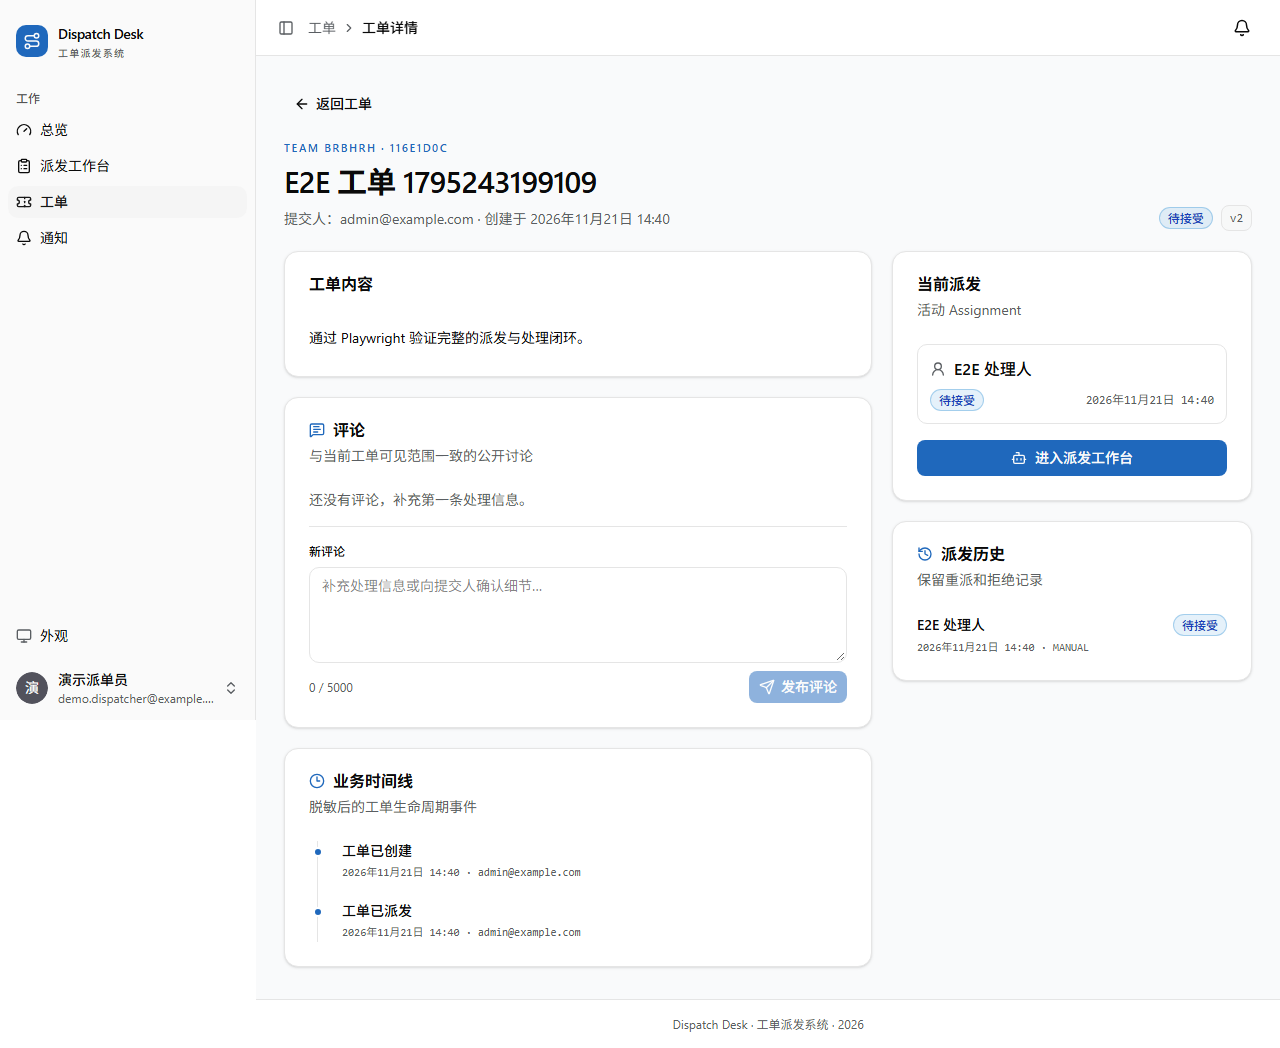 Dispatch Desk
工单派发系统
工作
总览
派发工作台
工单
通知
外观
演
演示派单员
demo.dispatcher@example....
工单 > 工单详情
返回工单
TEAM BRBHRH · 116E1D0C
E2E 工单 1795243199109
提交人：admin@example.com · 创建于 2026年11月21日 14:40
待接受
v2
工单内容
通过 Playwright 验证完整的派发与处理闭环。
评论
与当前工单可见范围一致的公开讨论
还没有评论，补充第一条处理信息。
新评论
补充处理信息或向提交人确认细节...
0 / 5000
发布评论
业务时间线
脱敏后的工单生命周期事件
工单已创建
2026年11月21日 14:40 · admin@example.com
工单已派发
2026年11月21日 14:40 · admin@example.com
当前派发
活动 Assignment
E2E 处理人
待接受
2026年11月21日 14:40
进入派发工作台
派发历史
保留重派和拒绝记录
E2E 处理人
待接受
2026年11月21日 14:40 · MANUAL
Dispatch Desk · 工单派发系统 · 2026